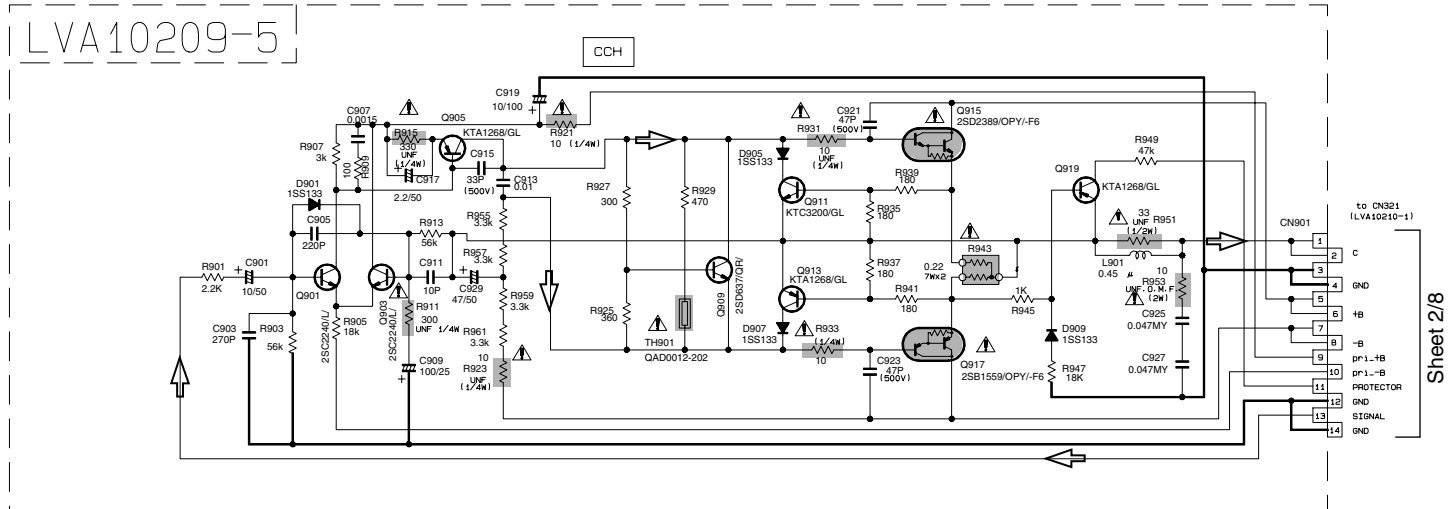 LVA10209-5
CCH
C919
10/100
C907
0.0015
R915
330
UNF
(1/4W)
Q905
KTA1268/GL
R921
10 (1/4W)
C921
47P
(500V)
Q915
2SD2389/OPY/-F6
R931
10
UNF
(1/4W)
R907
3k
100
R909
C917
2.2/50
C915
33P
(500V)
C913
0.01
D905
1SS133
R949
47k
Q919
KTA1268/GL
D901
1SS133
R927
300
R929
470
R939
180
Q911
KTC3200/GL
R935
180
to CN321
(LVA10210-1)
C905
220P
R913
56k
R955
3.3k
33
UNF
(1/2W)
R951
CN901
R957
3.3k
R943
0.22
7Wx2
L901
0.45 μ
R901
2.2K
C901
10/50
Q901
C911
10P
C929
47/50
Q913
KTA1268/GL
R937
180
10
R953
UNF.O.M.F.
(2W)
Q903
2SC2240/L/
2SC2240/L/
R911
300
UNF 1/4W
R959
3.3k
Q909
2SD637/QR/
R941
180
1K
R945
C903
270P
R903
56k
R905
18k
R925
360
R961
3.3k
TH901
QAD0012-202
D907
1SS133
R933
(1/4W)
10
D909
1SS133
C925
0.047MY
C909
100/25
10
R923
UNF
(1/4W)
C923
47P
(500V)
Q917
2SB1559/OPY/-F6
R947
18K
C927
0.047MY
1
2 C
3
4 GND
5
6 +B
7
8 -B
9 pri.+B
10 pri.-B
11 PROTECTOR
12 GND
13 SIGNAL
14 GND
Sheet 2/8